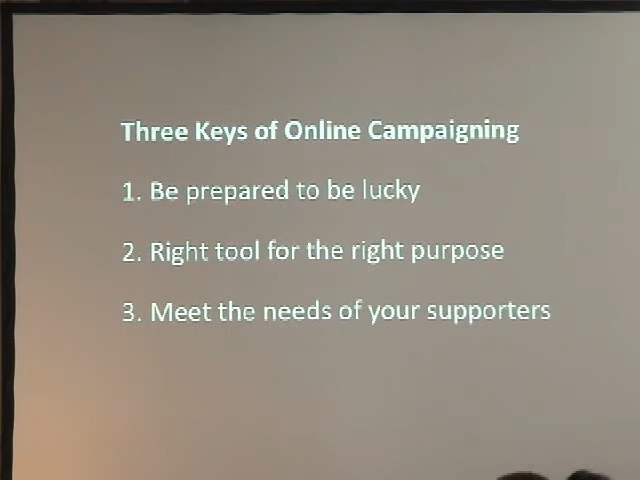 Three Keys of Online Campaigning
1. Be prepared to be lucky
2. Right tool for the right purpose
3. Meet the needs of your supporters